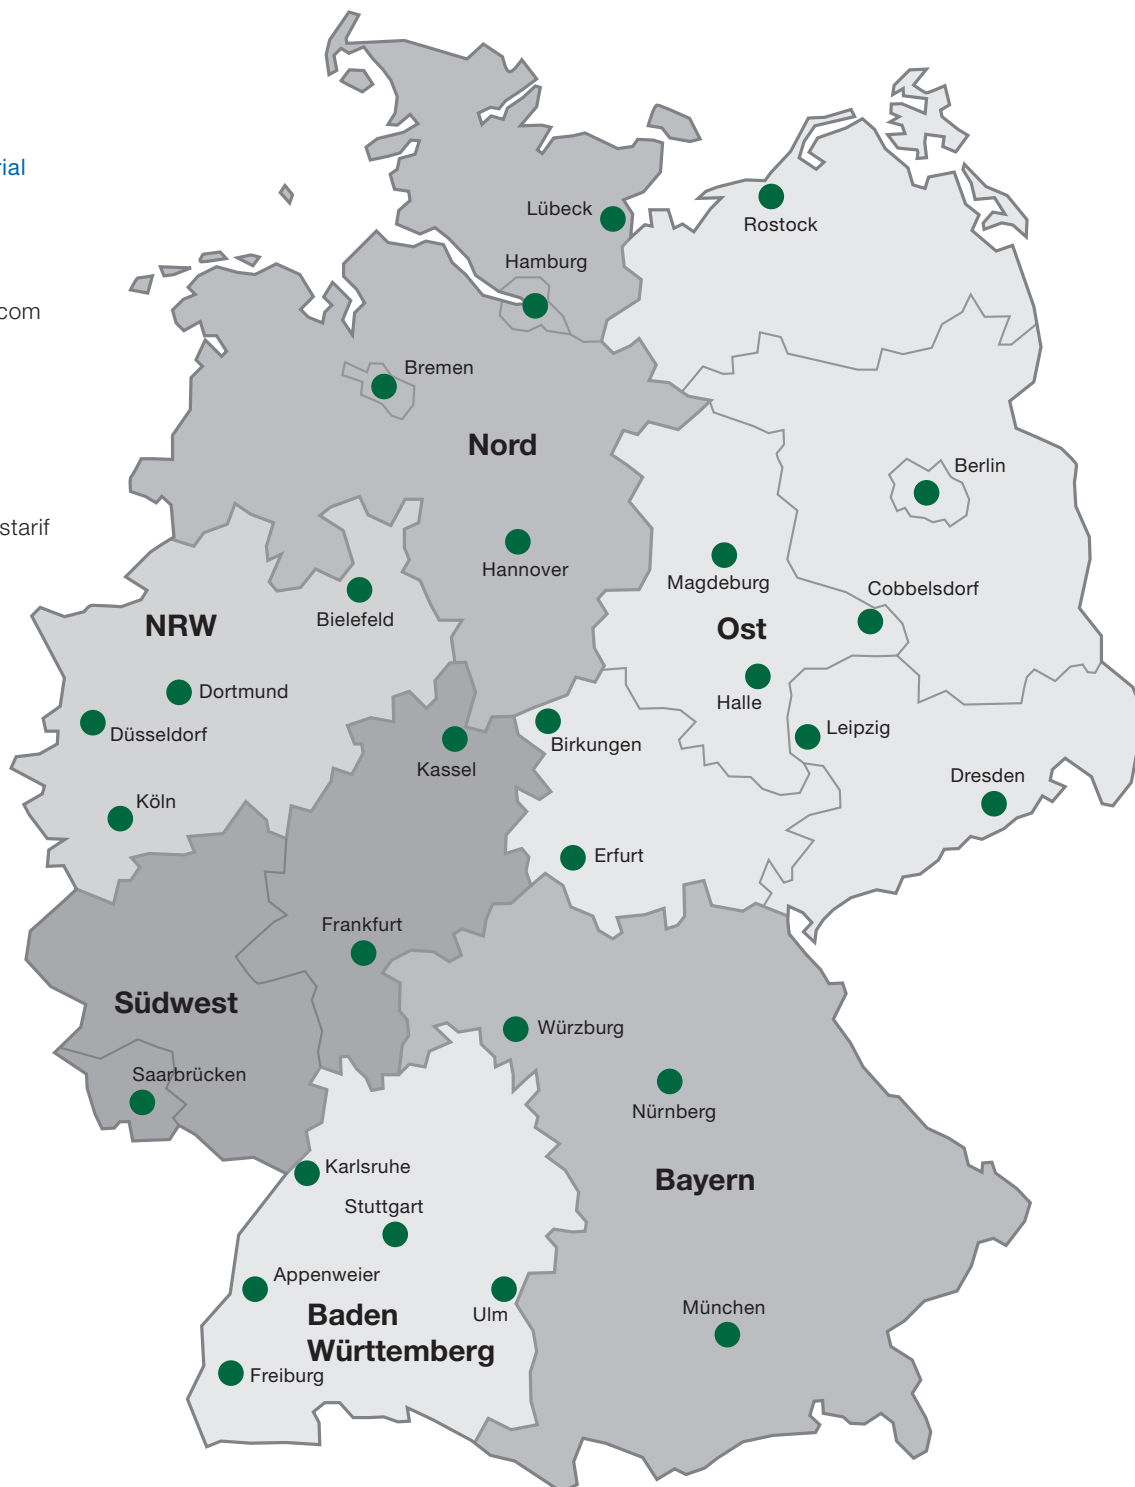 rial
Lübeck
Rostock
Hamburg
com
Bremen
Nord
Berlin
starif
Hannover
Magdeburg
Cobbelsdorf
Bielefeld
NRW
Ost
Dortmund
Halle
Düsseldorf
Leipzig
Birkungen
Kassel
Dresden
Köln
Erfurt
Frankfurt
Südwest
Würzburg
Saarbrücken
Nürnberg
Karlsruhe
Bayern
Stuttgart
Appenweier
Ulm
München
Baden
Württemberg
Freiburg